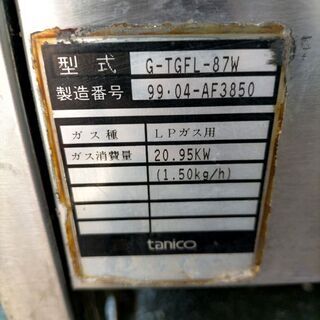 型式 G-TGFL-87W
製造番号 99・04-AF3850
ガス種 LPガス用
ガス消費量 20.95KW
(1.50kg/h)
tanico